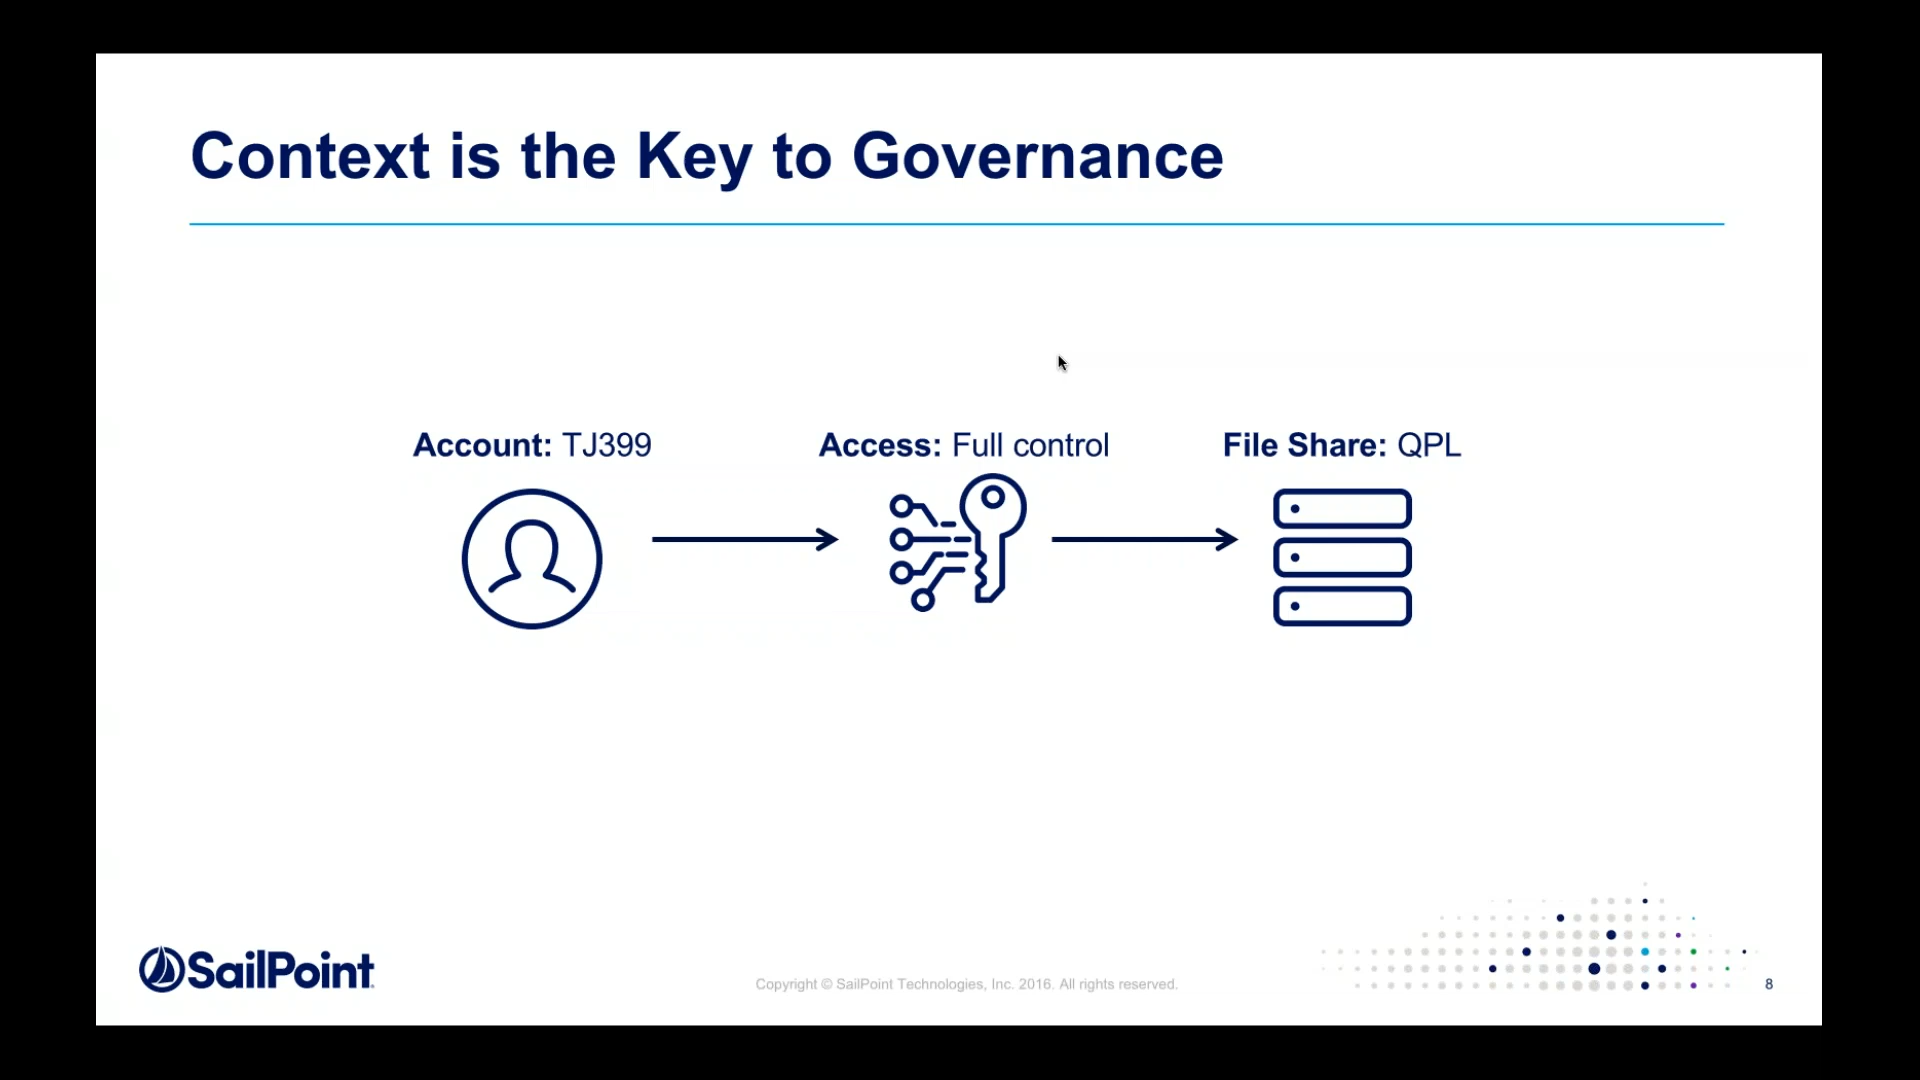 Context is the Key to Governance
Account: TJ399
Access: Full control
File Share: QPL
SailPoint
Copyright © SailPoint Technologies, Inc. 2016. All rights reserved.
8